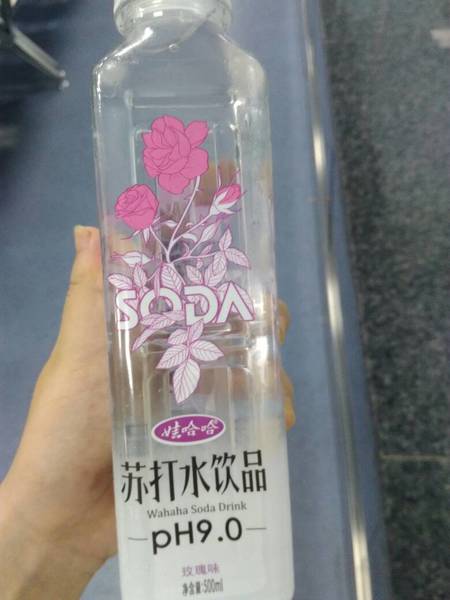 SODA
娃哈哈
苏打水饮品
Wahaha Soda Drink
pH9.0
玫瑰味
净含量:500ml